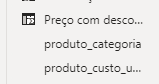 Preço com desco...
produto_categoria
produto_custo_u...